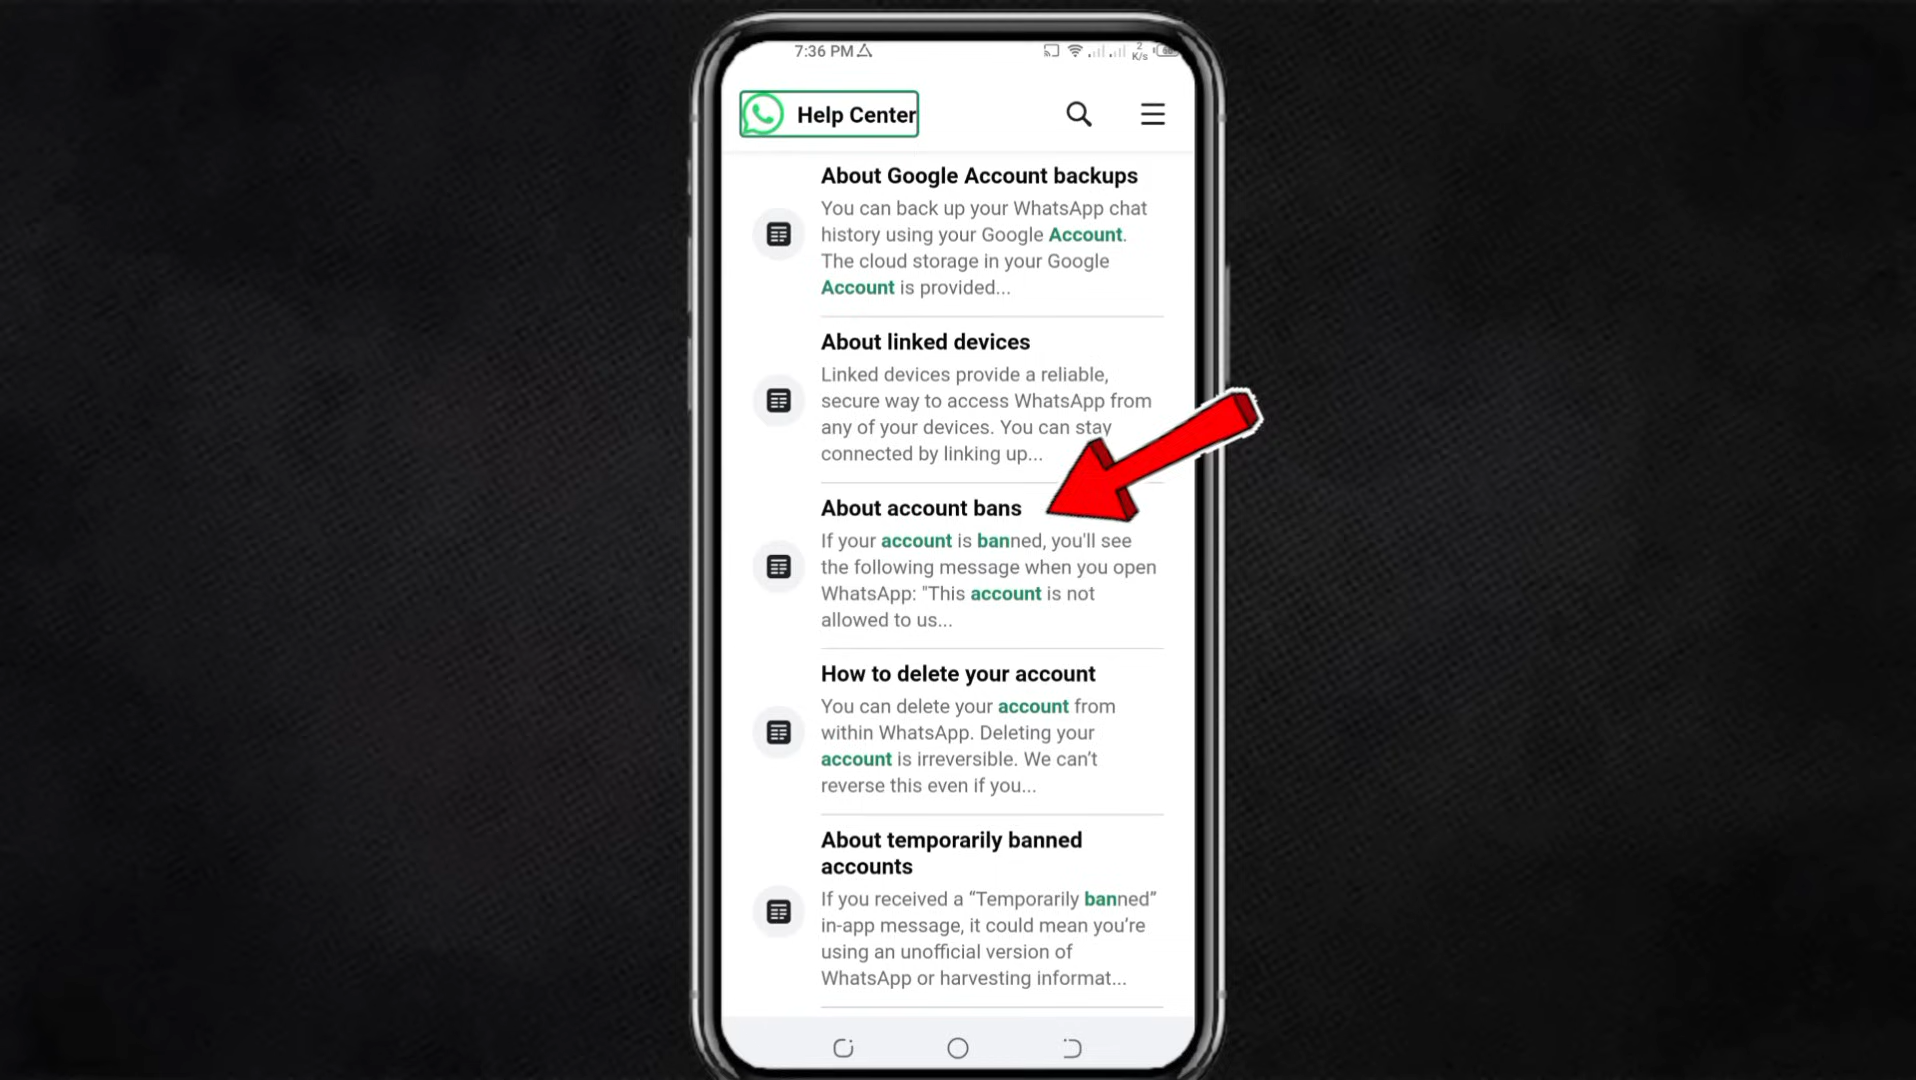 7:36 PM
2
K/s
Help Center
About Google Account backups
You can back up your WhatsApp chat
history using your Google Account.
The cloud storage in your Google
Account is provided...
About linked devices
Linked devices provide a reliable,
secure way to access WhatsApp from
any of your devices. You can stay
connected by linking up...
About account bans
If your account is banned, you'll see
the following message when you open
WhatsApp: "This account is not
allowed to us...
How to delete your account
You can delete your account from
within WhatsApp. Deleting your
account is irreversible. We can’t
reverse this even if you...
About temporarily banned
accounts
If you received a “Temporarily banned”
in-app message, it could mean you’re
using an unofficial version of
WhatsApp or harvesting informat...